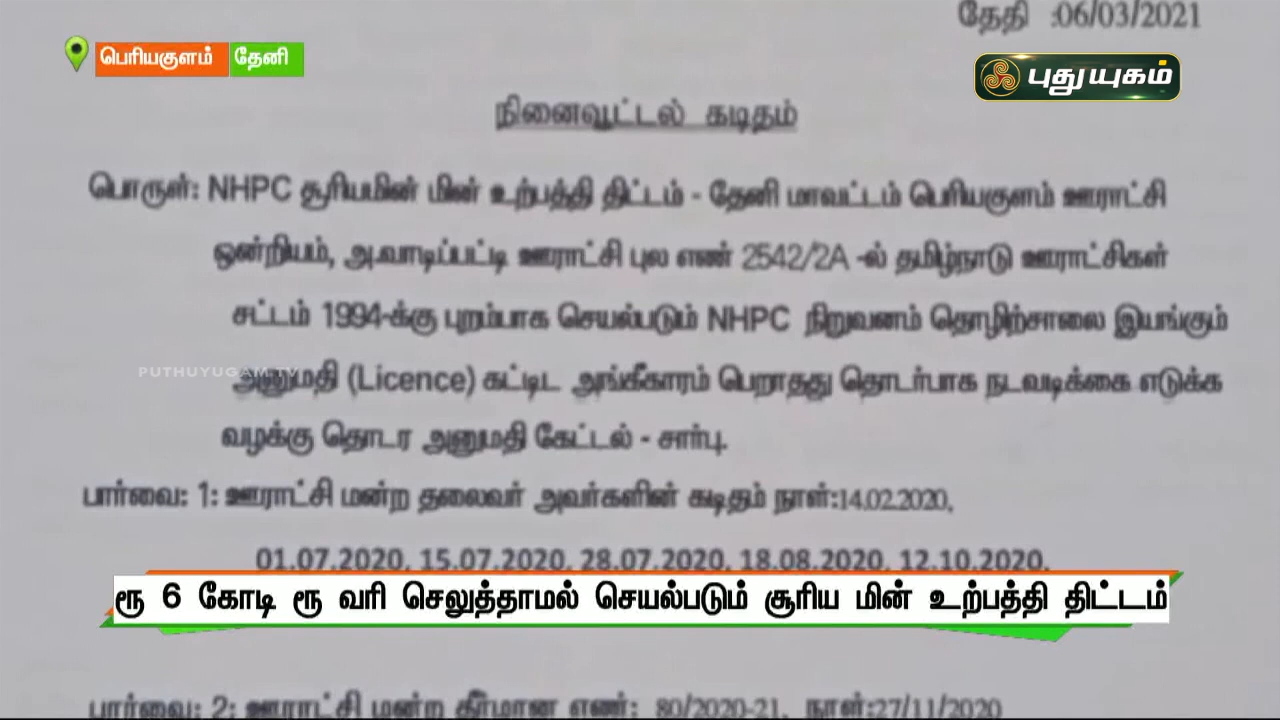 தேதி :06/03/2021
பெரியகுளம் தேனி
புதுயுகம்
நினைவூட்டல் கடிதம்
பொருள்: NHPC சூரியமின் மின் உற்பத்தி திட்டம் - தேனி மாவட்டம் பெரியகுளம் ஊராட்சி
ஒன்றியம், அ.வாடிப்பட்டி ஊராட்சி புல எண் 2542/2A -ல் தமிழ்நாடு ஊராட்சிகள்
சட்டம் 1994-க்கு புறம்பாக செயல்படும் NHPC நிறுவனம் தொழிற்சாலை இயங்கும்
PUTHUYUGAM TV
அனுமதி (Licence) கட்டிட அங்கீகாரம் பெறாதது தொடர்பாக நடவடிக்கை எடுக்க
வழக்கு தொடர அனுமதி கேட்டல் - சார்பு.
பார்வை: 1: ஊராட்சி மன்ற தலைவர் அவர்களின் கடிதம் நாள்:14.02.2020,
01.07.2020, 15.07.2020, 28.07.2020, 18.08.2020, 12.10.2020,
ரூ 6 கோடி ரூ வரி செலுத்தாமல் செயல்படும் சூரிய மின் உற்பத்தி திட்டம்
பார்வை: 2: ஊராட்சி மன்ற தீர்மான எண்: 80/2020-21, நாள்:27/11/2020